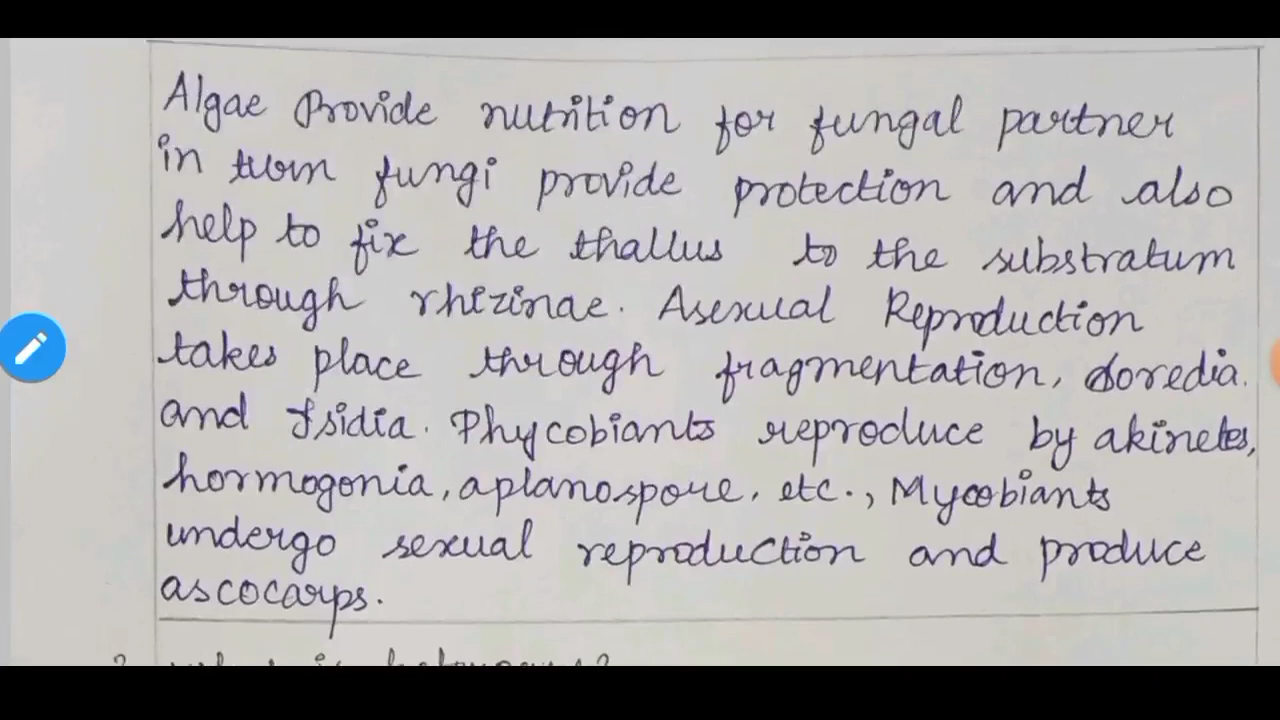 Algae Provide nutrition for fungal partner
in turn fungi provide protection and also
help to fix the thallus to the substratum
through rhizinae. Asexual Reproduction
takes place through fragmentation, Soredia.
and Isidia. Phycobiants reproduce by akinetes,
hormogonia, aplanospore, etc., Mycobiants
undergo sexual reproduction and produce
ascocarps.